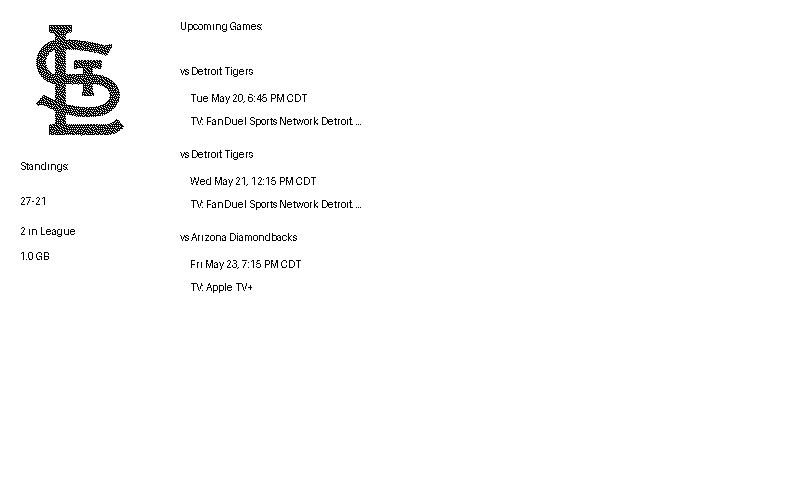 STL
Standings:
27-21
2 in League
1.0 GB
Upcoming Games:
vs Detroit Tigers
Tue May 20, 6:45 PM CDT
TV: FanDuel Sports Network Detroit, ...
vs Detroit Tigers
Wed May 21, 12:15 PM CDT
TV: FanDuel Sports Network Detroit, ...
vs Arizona Diamondbacks
Fri May 23, 7:15 PM CDT
TV: Apple TV+